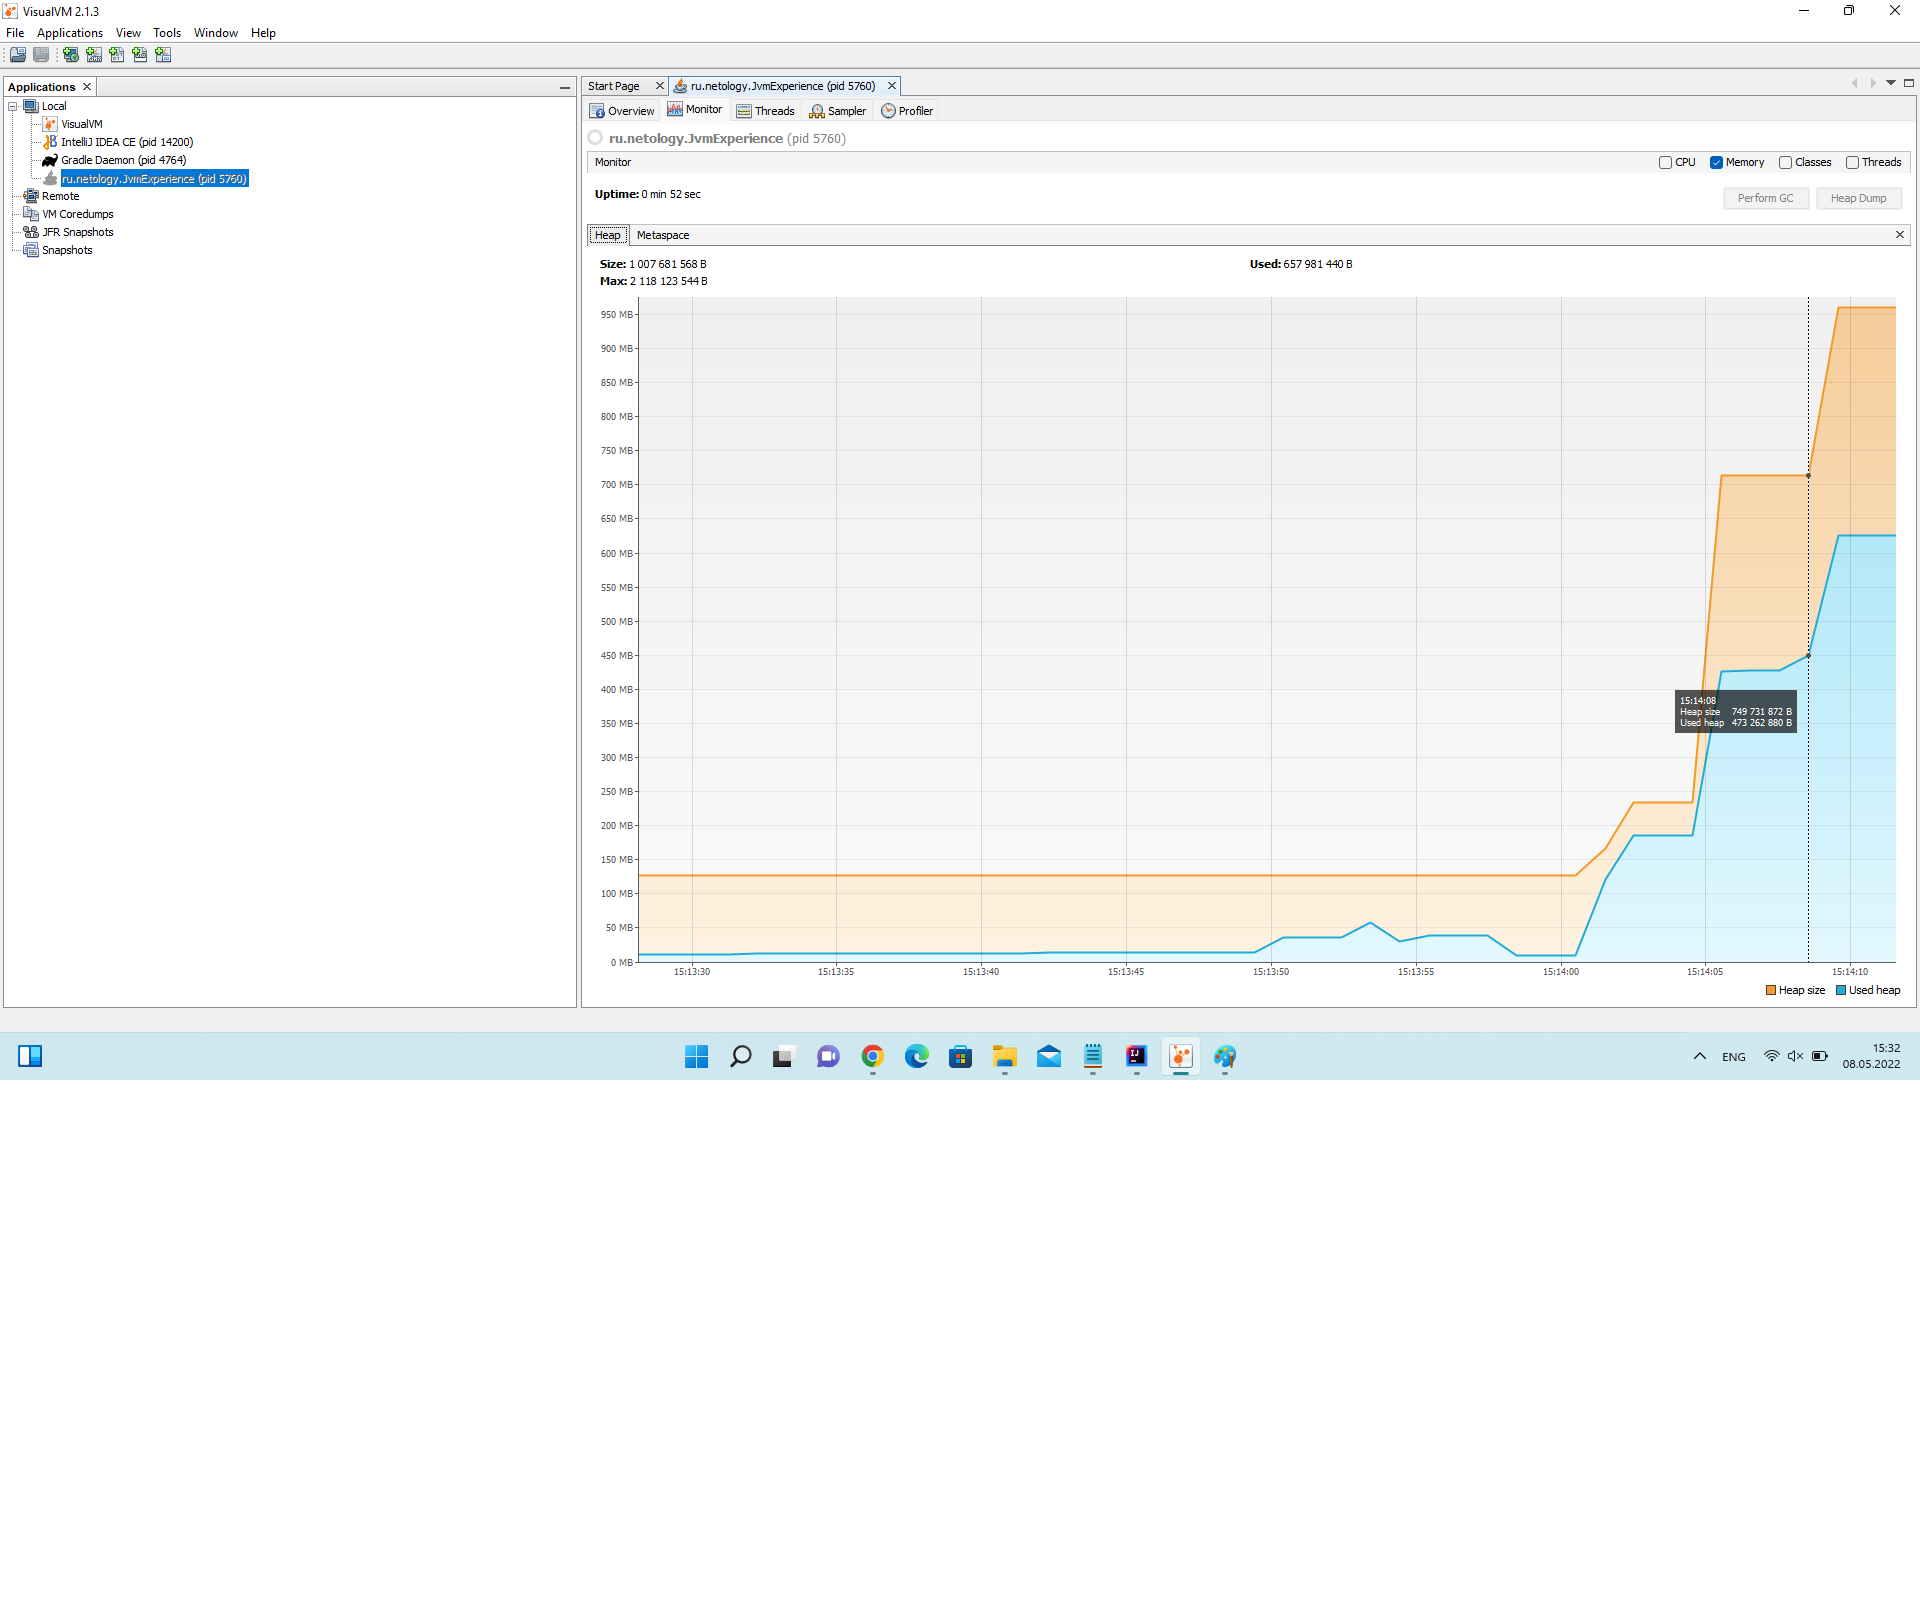 VisualVM 2.1.3
File Applications View Tools Window Help
Applications
Local
VisualVM
IntelliJ IDEA CE (pid 14200)
Gradle Daemon (pid 4764)
ru.netology.JvmExperience (pid 5760)
Remote
VM Coredumps
JFR Snapshots
Snapshots
Start Page ru.netology.JvmExperience (pid 5760)
Overview Monitor Threads Sampler Profiler
ru.netology.JvmExperience (pid 5760)
Monitor CPU Memory Classes Threads
Uptime: 0 min 52 sec Perform GC Heap Dump
Heap Metaspace
Size: 1 007 681 568 B Used: 657 981 440 B
Max: 2 118 123 544 B
950 MB
900 MB
850 MB
800 MB
750 MB
700 MB
650 MB
600 MB
550 MB
500 MB
450 MB
400 MB
350 MB
300 MB
250 MB
200 MB
150 MB
100 MB
50 MB
0 MB
15:14:08
Heap size 749 731 872 B
Used heap 473 262 880 B
15:13:30 15:13:35 15:13:40 15:13:45 15:13:50 15:13:55 15:14:00 15:14:05 15:14:10
Heap size Used heap
ENG
15:32
08.05.2022